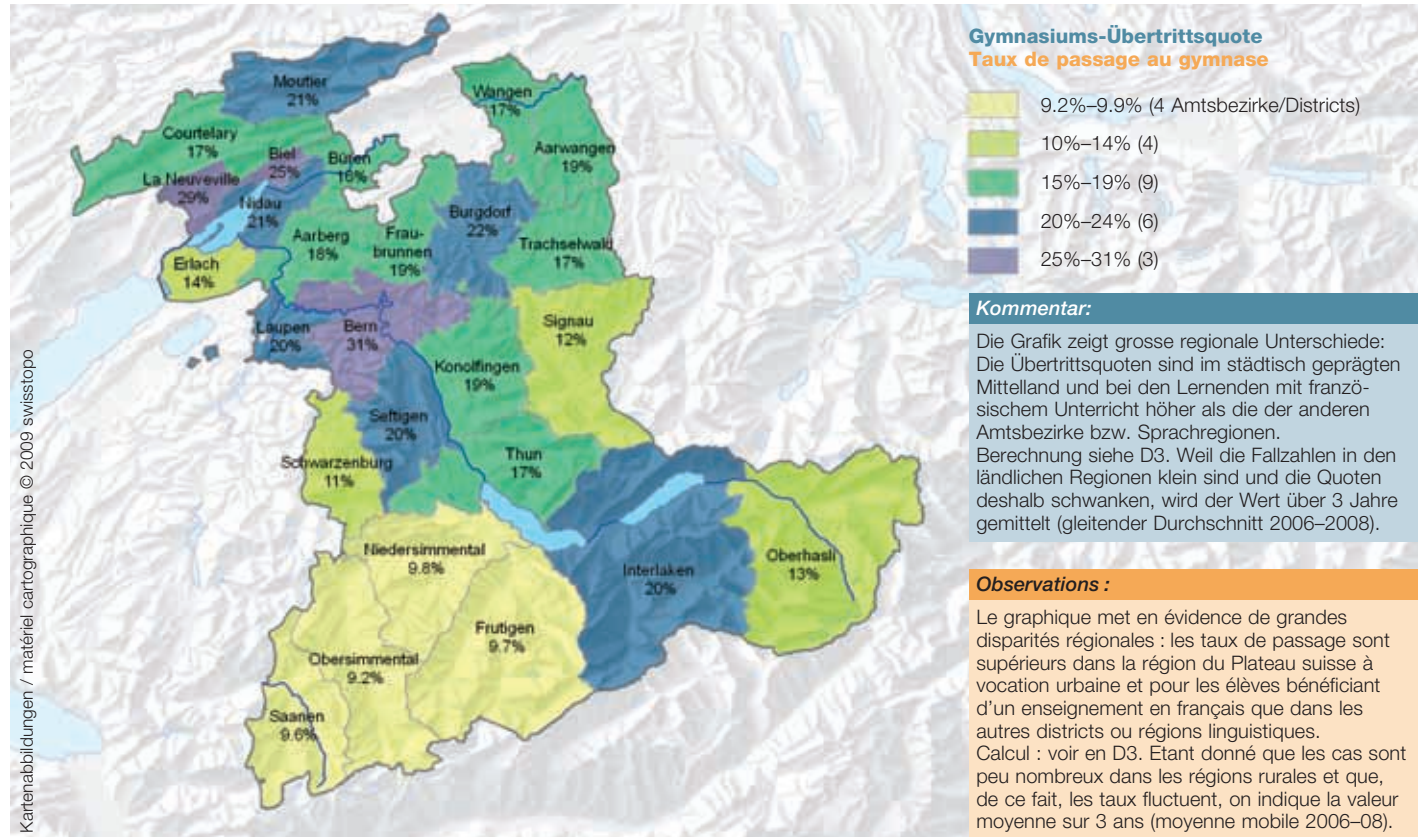 Moutier
21%
Wangen
17%
Courtelary
17%
Biel
25%
Büren
16%
Aarwangen
19%
La Neuveville
29%
Nidau
21%
Aarberg
18%
Frau-
brunnen
19%
Burgdorf
22%
Trachselwald
17%
Erlach
14%
Laupen
20%
Bern
31%
Signau
12%
Konolfingen
19%
Seftigen
20%
Schwarzenburg
11%
Thun
17%
Niedersimmental
9.8%
Interlaken
20%
Oberhasli
13%
Frutigen
9.7%
Obersimmental
9.2%
Saanen
9.6%
Kartenabbildungen / matériel cartographique © 2009 swisstopo
Gymnasiums-Übertrittsquote
Taux de passage au gymnase
9.2%–9.9% (4 Amtsbezirke/Districts)
10%–14% (4)
15%–19% (9)
20%–24% (6)
25%–31% (3)
Kommentar:
Die Grafik zeigt grosse regionale Unterschiede:
Die Übertrittsquoten sind im städtisch geprägten
Mittelland und bei den Lernenden mit franzö-
sischem Unterricht höher als die der anderen
Amtsbezirke bzw. Sprachregionen.
Berechnung siehe D3. Weil die Fallzahlen in den
ländlichen Regionen klein sind und die Quoten
deshalb schwanken, wird der Wert über 3 Jahre
gemittelt (gleitender Durchschnitt 2006–2008).
Observations :
Le graphique met en évidence de grandes
disparités régionales : les taux de passage sont
supérieurs dans la région du Plateau suisse à
vocation urbaine et pour les élèves bénéficiant
d'un enseignement en français que dans les
autres districts ou régions linguistiques.
Calcul : voir en D3. Etant donné que les cas sont
peu nombreux dans les régions rurales et que,
de ce fait, les taux fluctuent, on indique la valeur
moyenne sur 3 ans (moyenne mobile 2006–08).